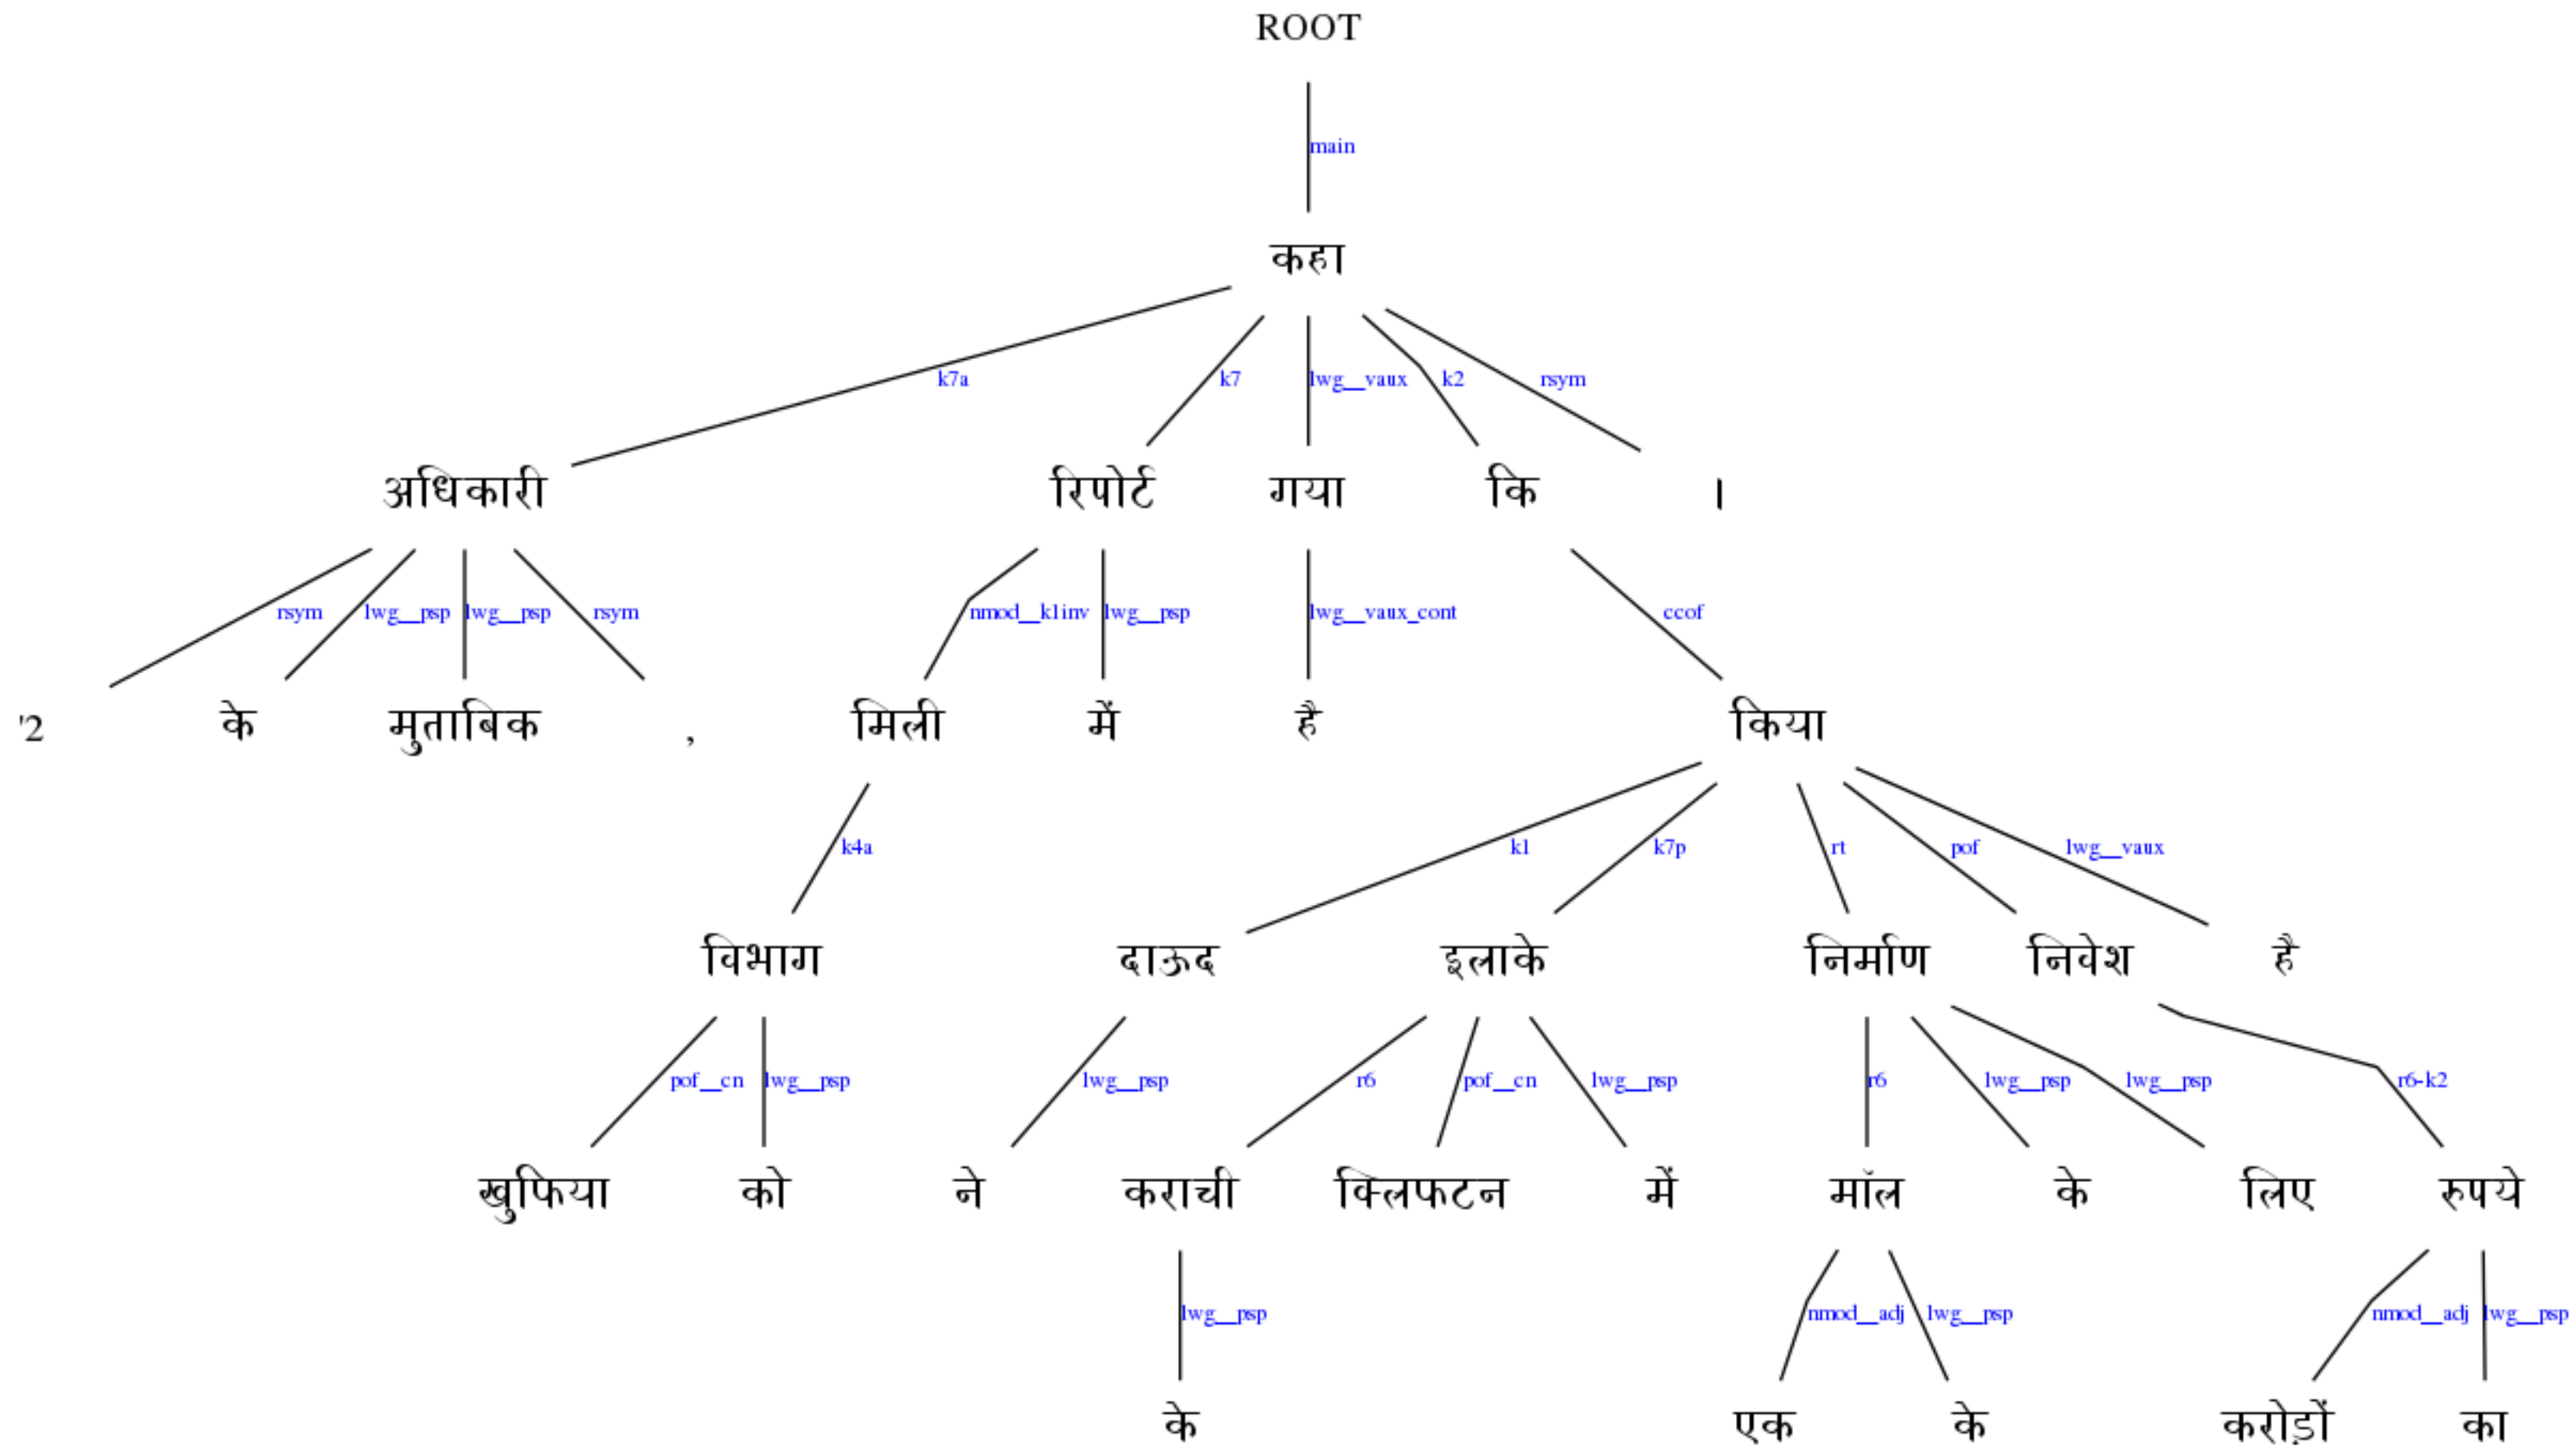 ROOT
main
कहा
k7a k7 lwg__vaux k2 rsym
अधिकारी रिपोर्ट गया कि ।
rsym lwg__psp lwg__psp rsym nmod__k1inv lwg__psp lwg__vaux_cont ccof
'2 के मुताबिक , मिली में है किया
k4a k1 k7p rt pof lwg__vaux
विभाग दाऊद इलाके निर्माण निवेश है
pof__cn lwg__psp lwg__psp r6 pof__cn lwg__psp r6 lwg__psp lwg__psp r6-k2
खुफिया को ने कराची क्लिफटन में मॉल के लिए रुपये
lwg__psp nmod__adj lwg__psp nmod__adj lwg__psp
के एक के करोड़ों का